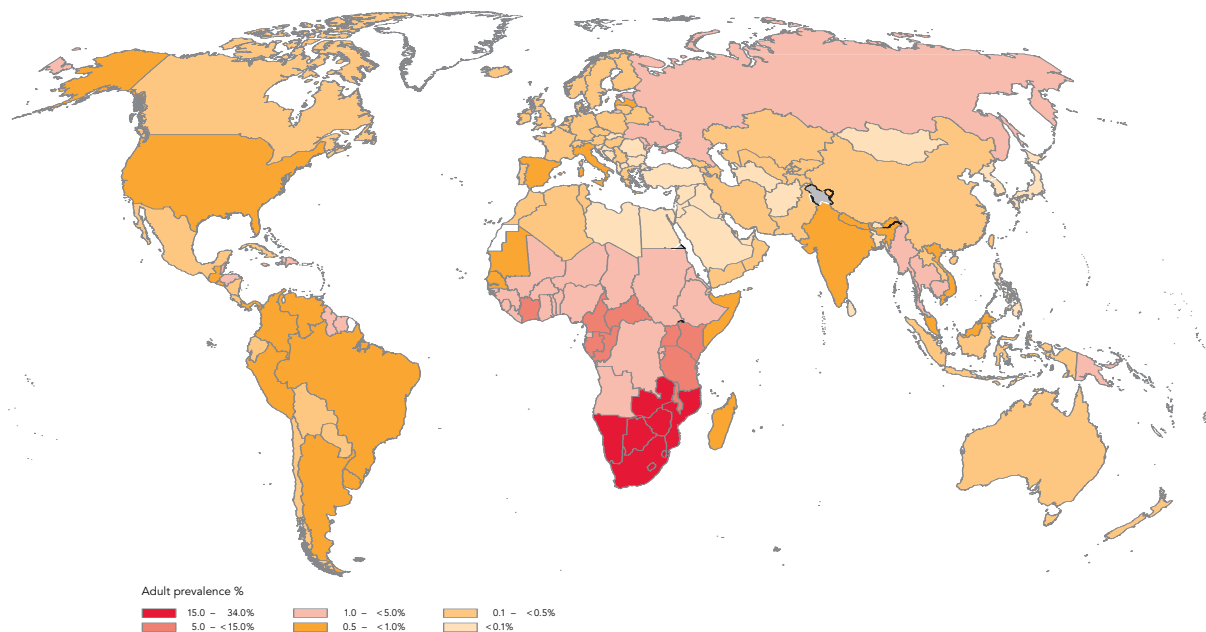 Adult prevalence %
15.0 – 34.0% 1.0 – <5.0% 0.1 – <0.5%
5.0 – <15.0% 0.5 – <1.0% <0.1%